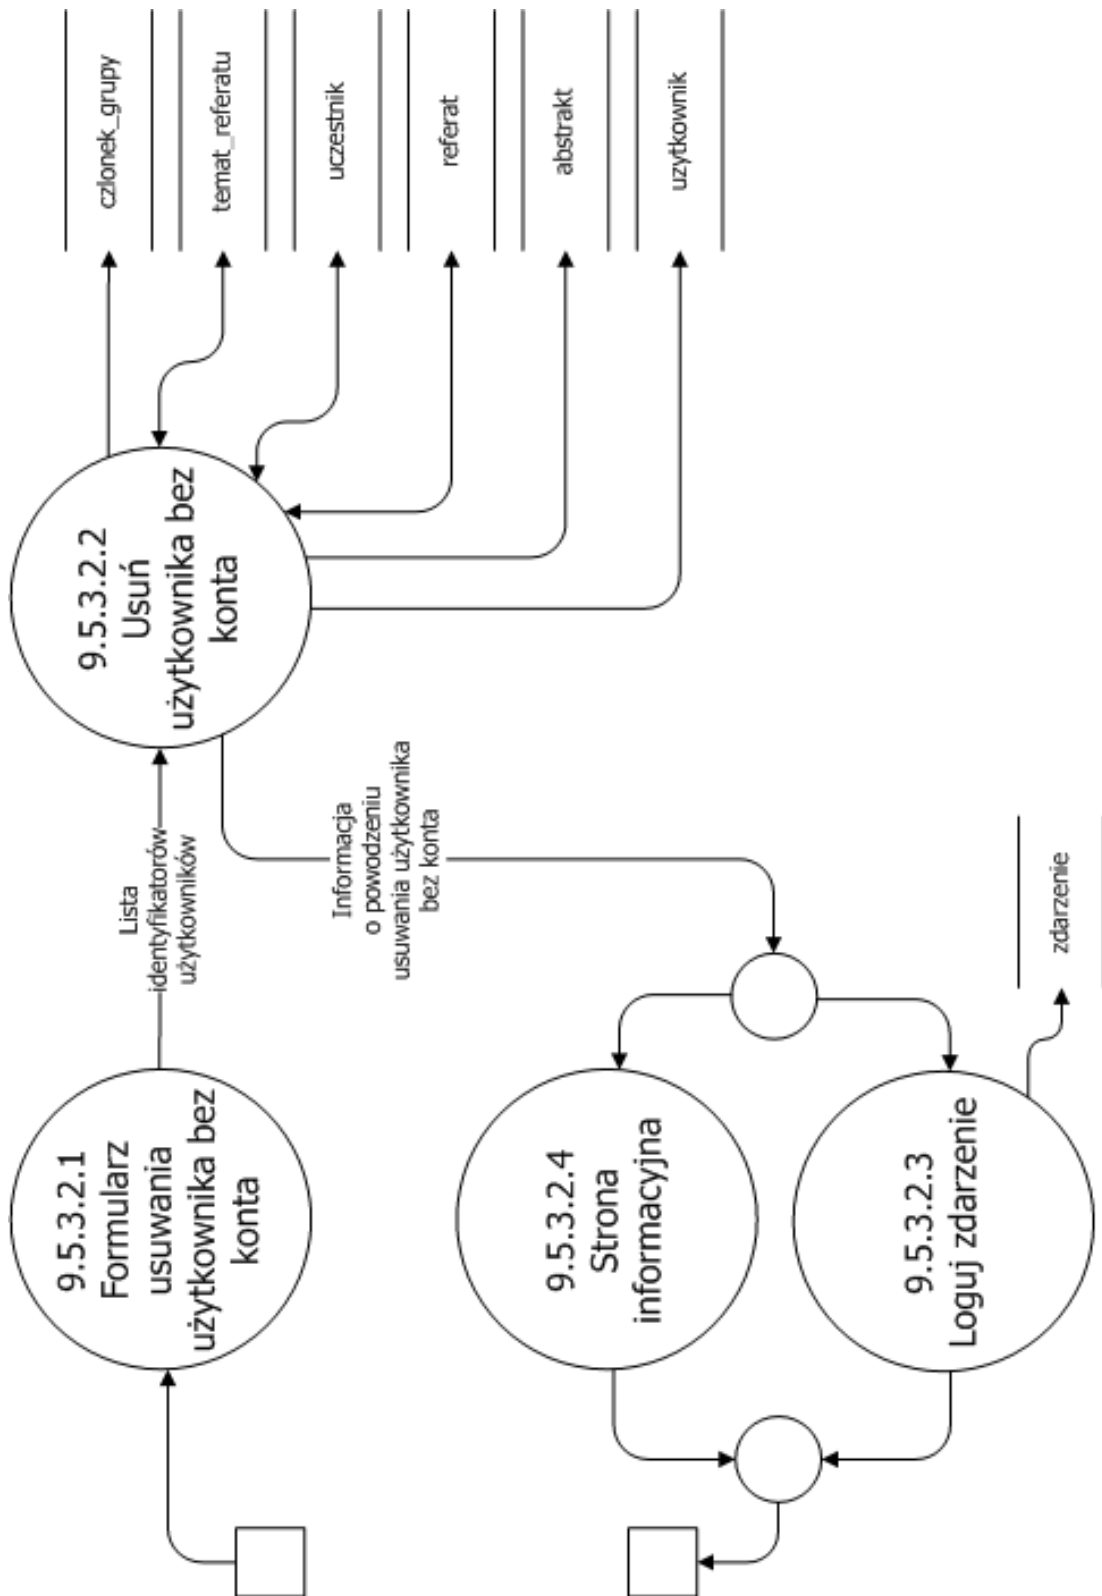 9.5.3.2.1
Formularz
usuwania
użytkownika bez
konta
Lista
identyfikatorów
użytkowników
9.5.3.2.2
Usuń
użytkownika bez
konta
czlonek_grupy
temat_referatu
uczestnik
referat
abstrakt
uzytkownik
Informacja
o powodzeniu
usuwania użytkownika
bez konta
9.5.3.2.4
Strona
informacyjna
9.5.3.2.3
Loguj zdarzenie
zdarzenie